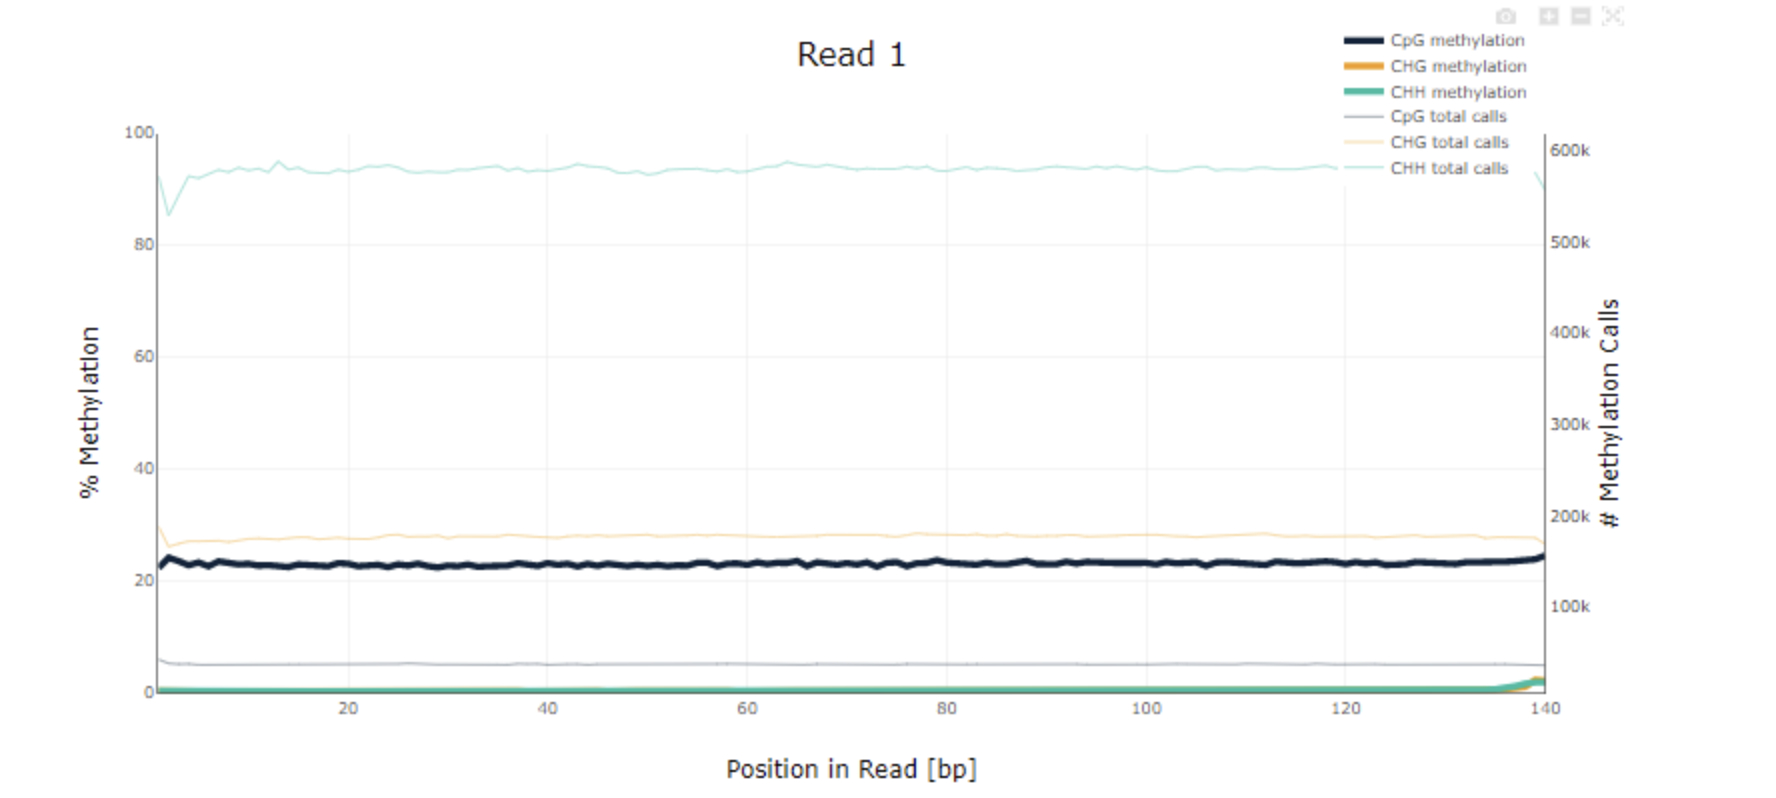 Read 1
CpG methylation
CHG methylation
CHH methylation
CpG total calls
CHG total calls
CHH total calls
100
80
60
40
20
0
% Methylation
600k
500k
400k
300k
200k
100k
# Methylation Calls
20 40 60 80 100 120 140
Position in Read [bp]